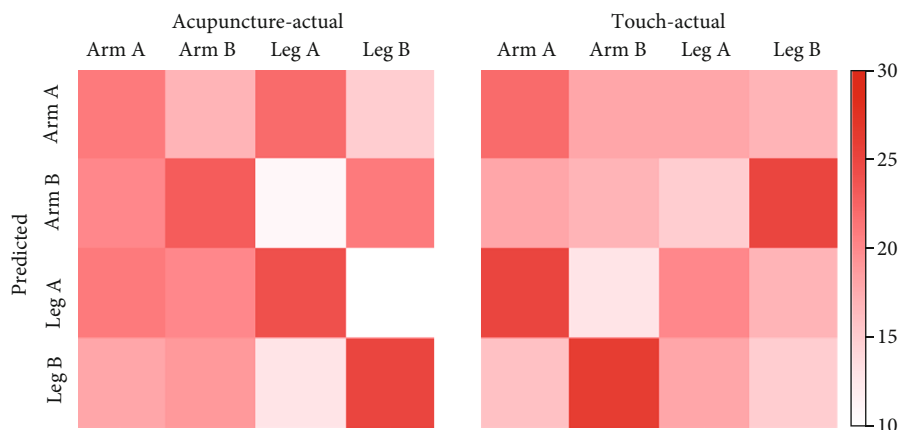 Acupuncture-actual
Touch-actual
Arm A Arm B Leg A Leg B
Arm A Arm B Leg A Leg B
Predicted
Arm A
Arm B
Leg A
Leg B
30
25
20
15
10